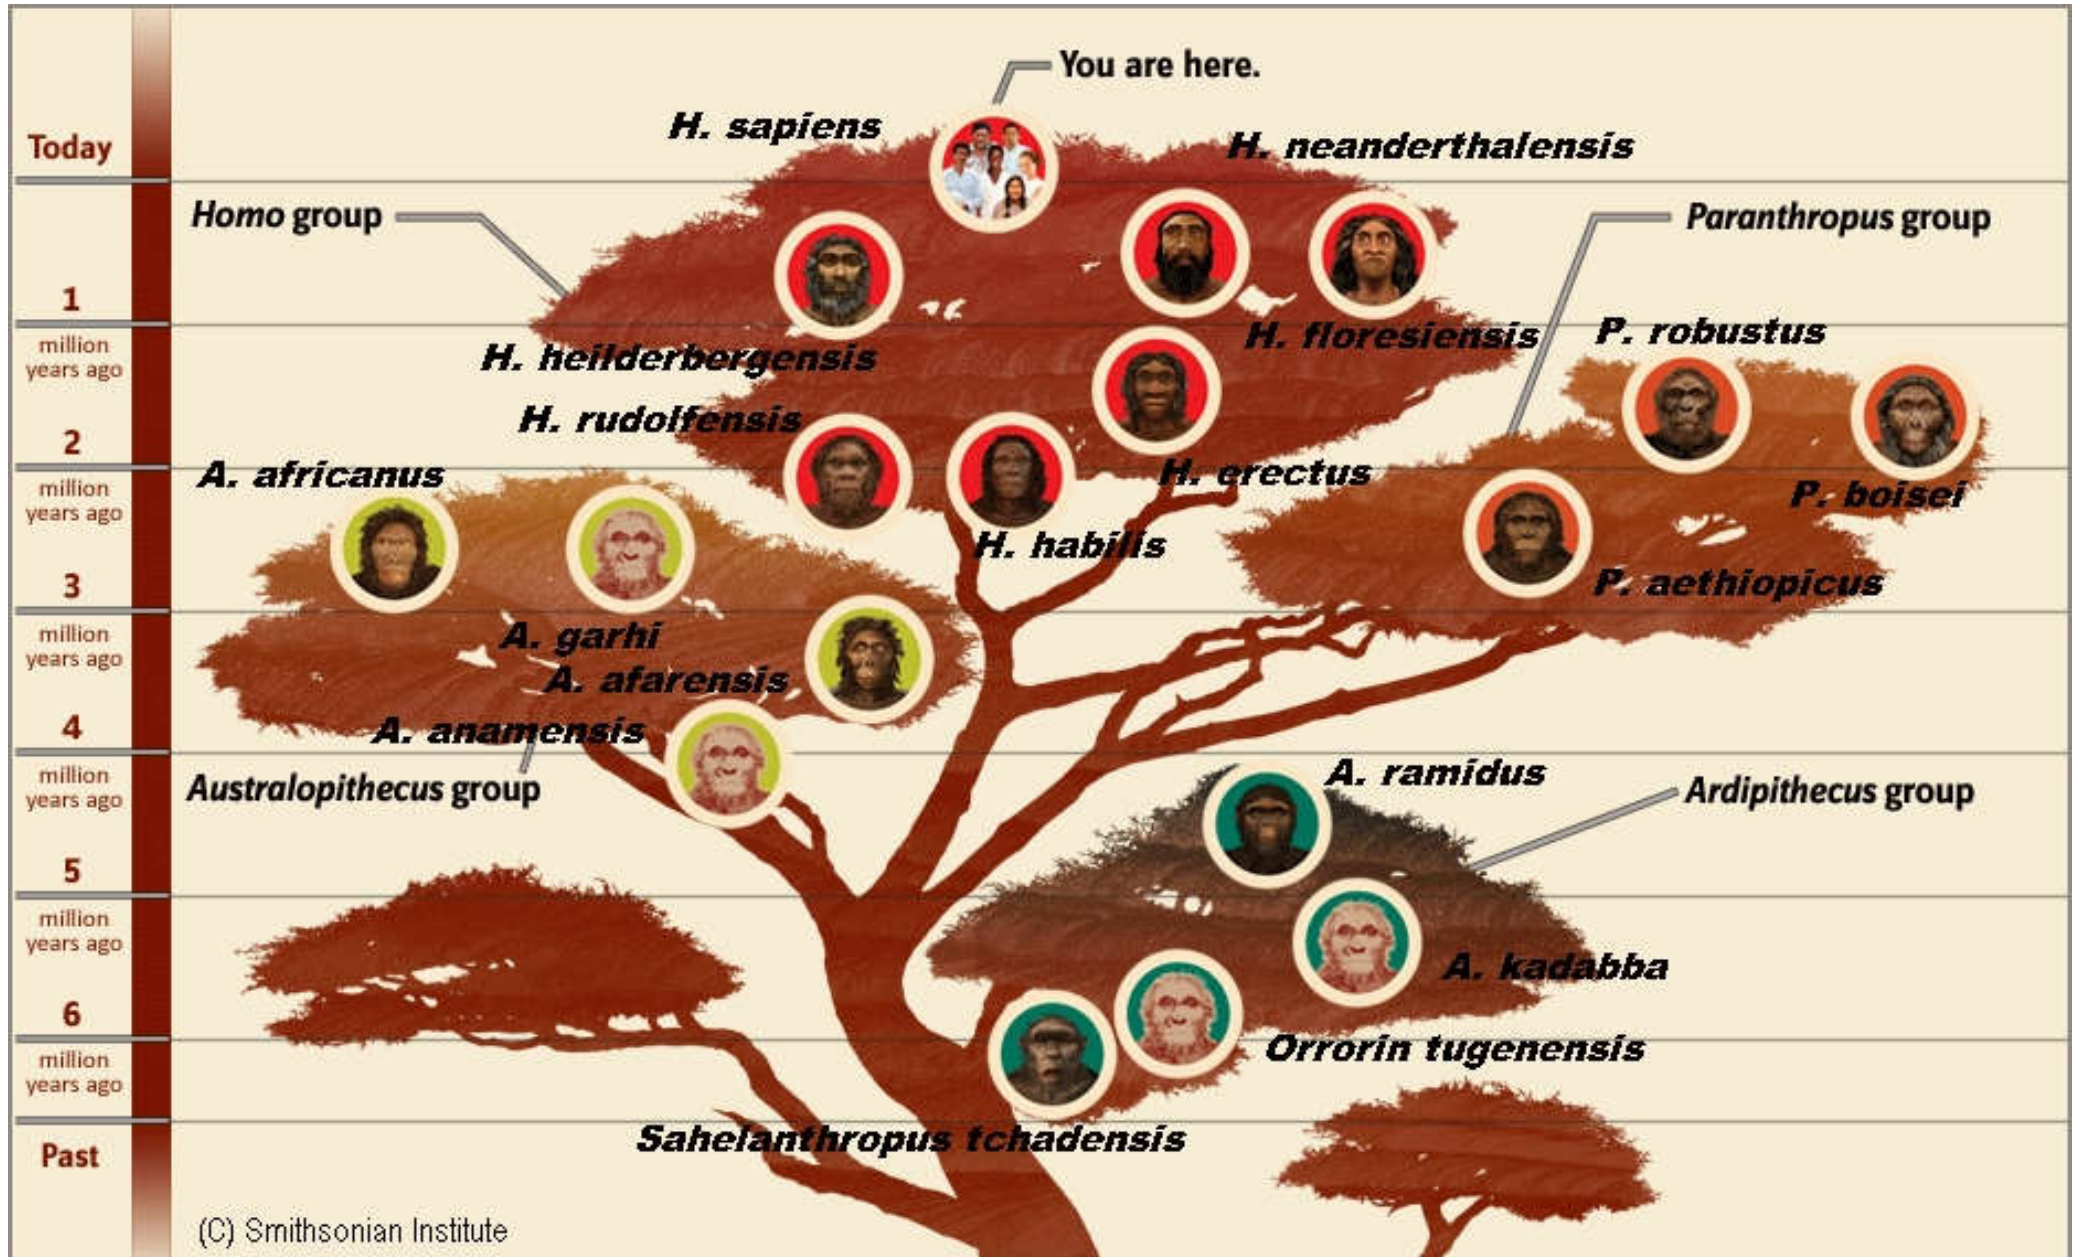 You are here.
H. sapiens
H. neanderthalensis
Today
Homo group
Paranthropus group
1
million
years ago
H. floresiensis
P. robustus
H. heilderbergensis
H. rudolfensis
2
million
years ago
A. africanus
H. erectus
P. boisei
H. habilis
3
million
years ago
P. aethiopicus
A. garhi
A. afarensis
4
million
years ago
A. anamensis
Australopithecus group
A. ramidus
Ardipithecus group
5
million
years ago
A. kadabba
6
million
years ago
Orrorin tugenensis
Sahelanthropus tchadensis
Past
(C) Smithsonian Institute